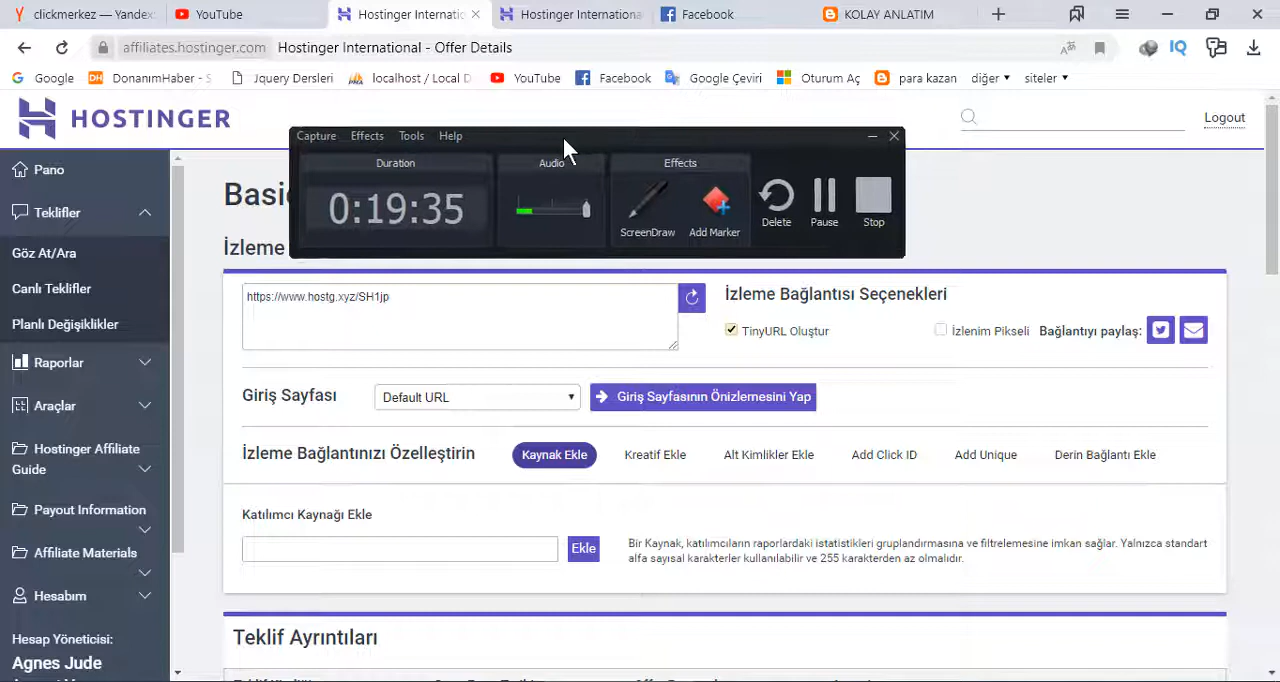 clickmerkez — Yandex
YouTube
Hostinger Internatio
Hostinger Internationa
Facebook
KOLAY ANLATIM
affiliates.hostinger.com
Hostinger International - Offer Details
Google
DonanımHaber - S
Jquery Dersleri
localhost / Local D
YouTube
Facebook
Google Çeviri
Oturum Aç
para kazan
diğer
siteler
HOSTINGER
Logout
Capture Effects Tools Help
Duration
Audio
Effects
0:19:35
ScreenDraw
Add Marker
Delete
Pause
Stop
Pano
Teklifler
Göz At/Ara
Canlı Teklifler
Planlı Değişiklikler
Raporlar
Araçlar
Hostinger Affiliate
Guide
Payout Information
Affiliate Materials
Hesabım
Hesap Yöneticisi:
Agnes Jude
İzleme
https://www.hostg.xyz/SH1jp
İzleme Bağlantısı Seçenekleri
TinyURL Oluştur
İzlenim Pikseli
Bağlantıyı paylaş:
Giriş Sayfası
Default URL
Giriş Sayfasının Önizlemesini Yap
İzleme Bağlantınızı Özelleştirin
Kaynak Ekle
Kreatif Ekle
Alt Kimlikler Ekle
Add Click ID
Add Unique
Derin Bağlantı Ekle
Katılımcı Kaynağı Ekle
Ekle
Bir Kaynak, katılımcıların raporlardaki istatistikleri gruplandırmasına ve filtrelemesine imkan sağlar. Yalnızca standart
alfa sayısal karakterler kullanılabilir ve 255 karakterden az olmalıdır.
Teklif Ayrıntıları